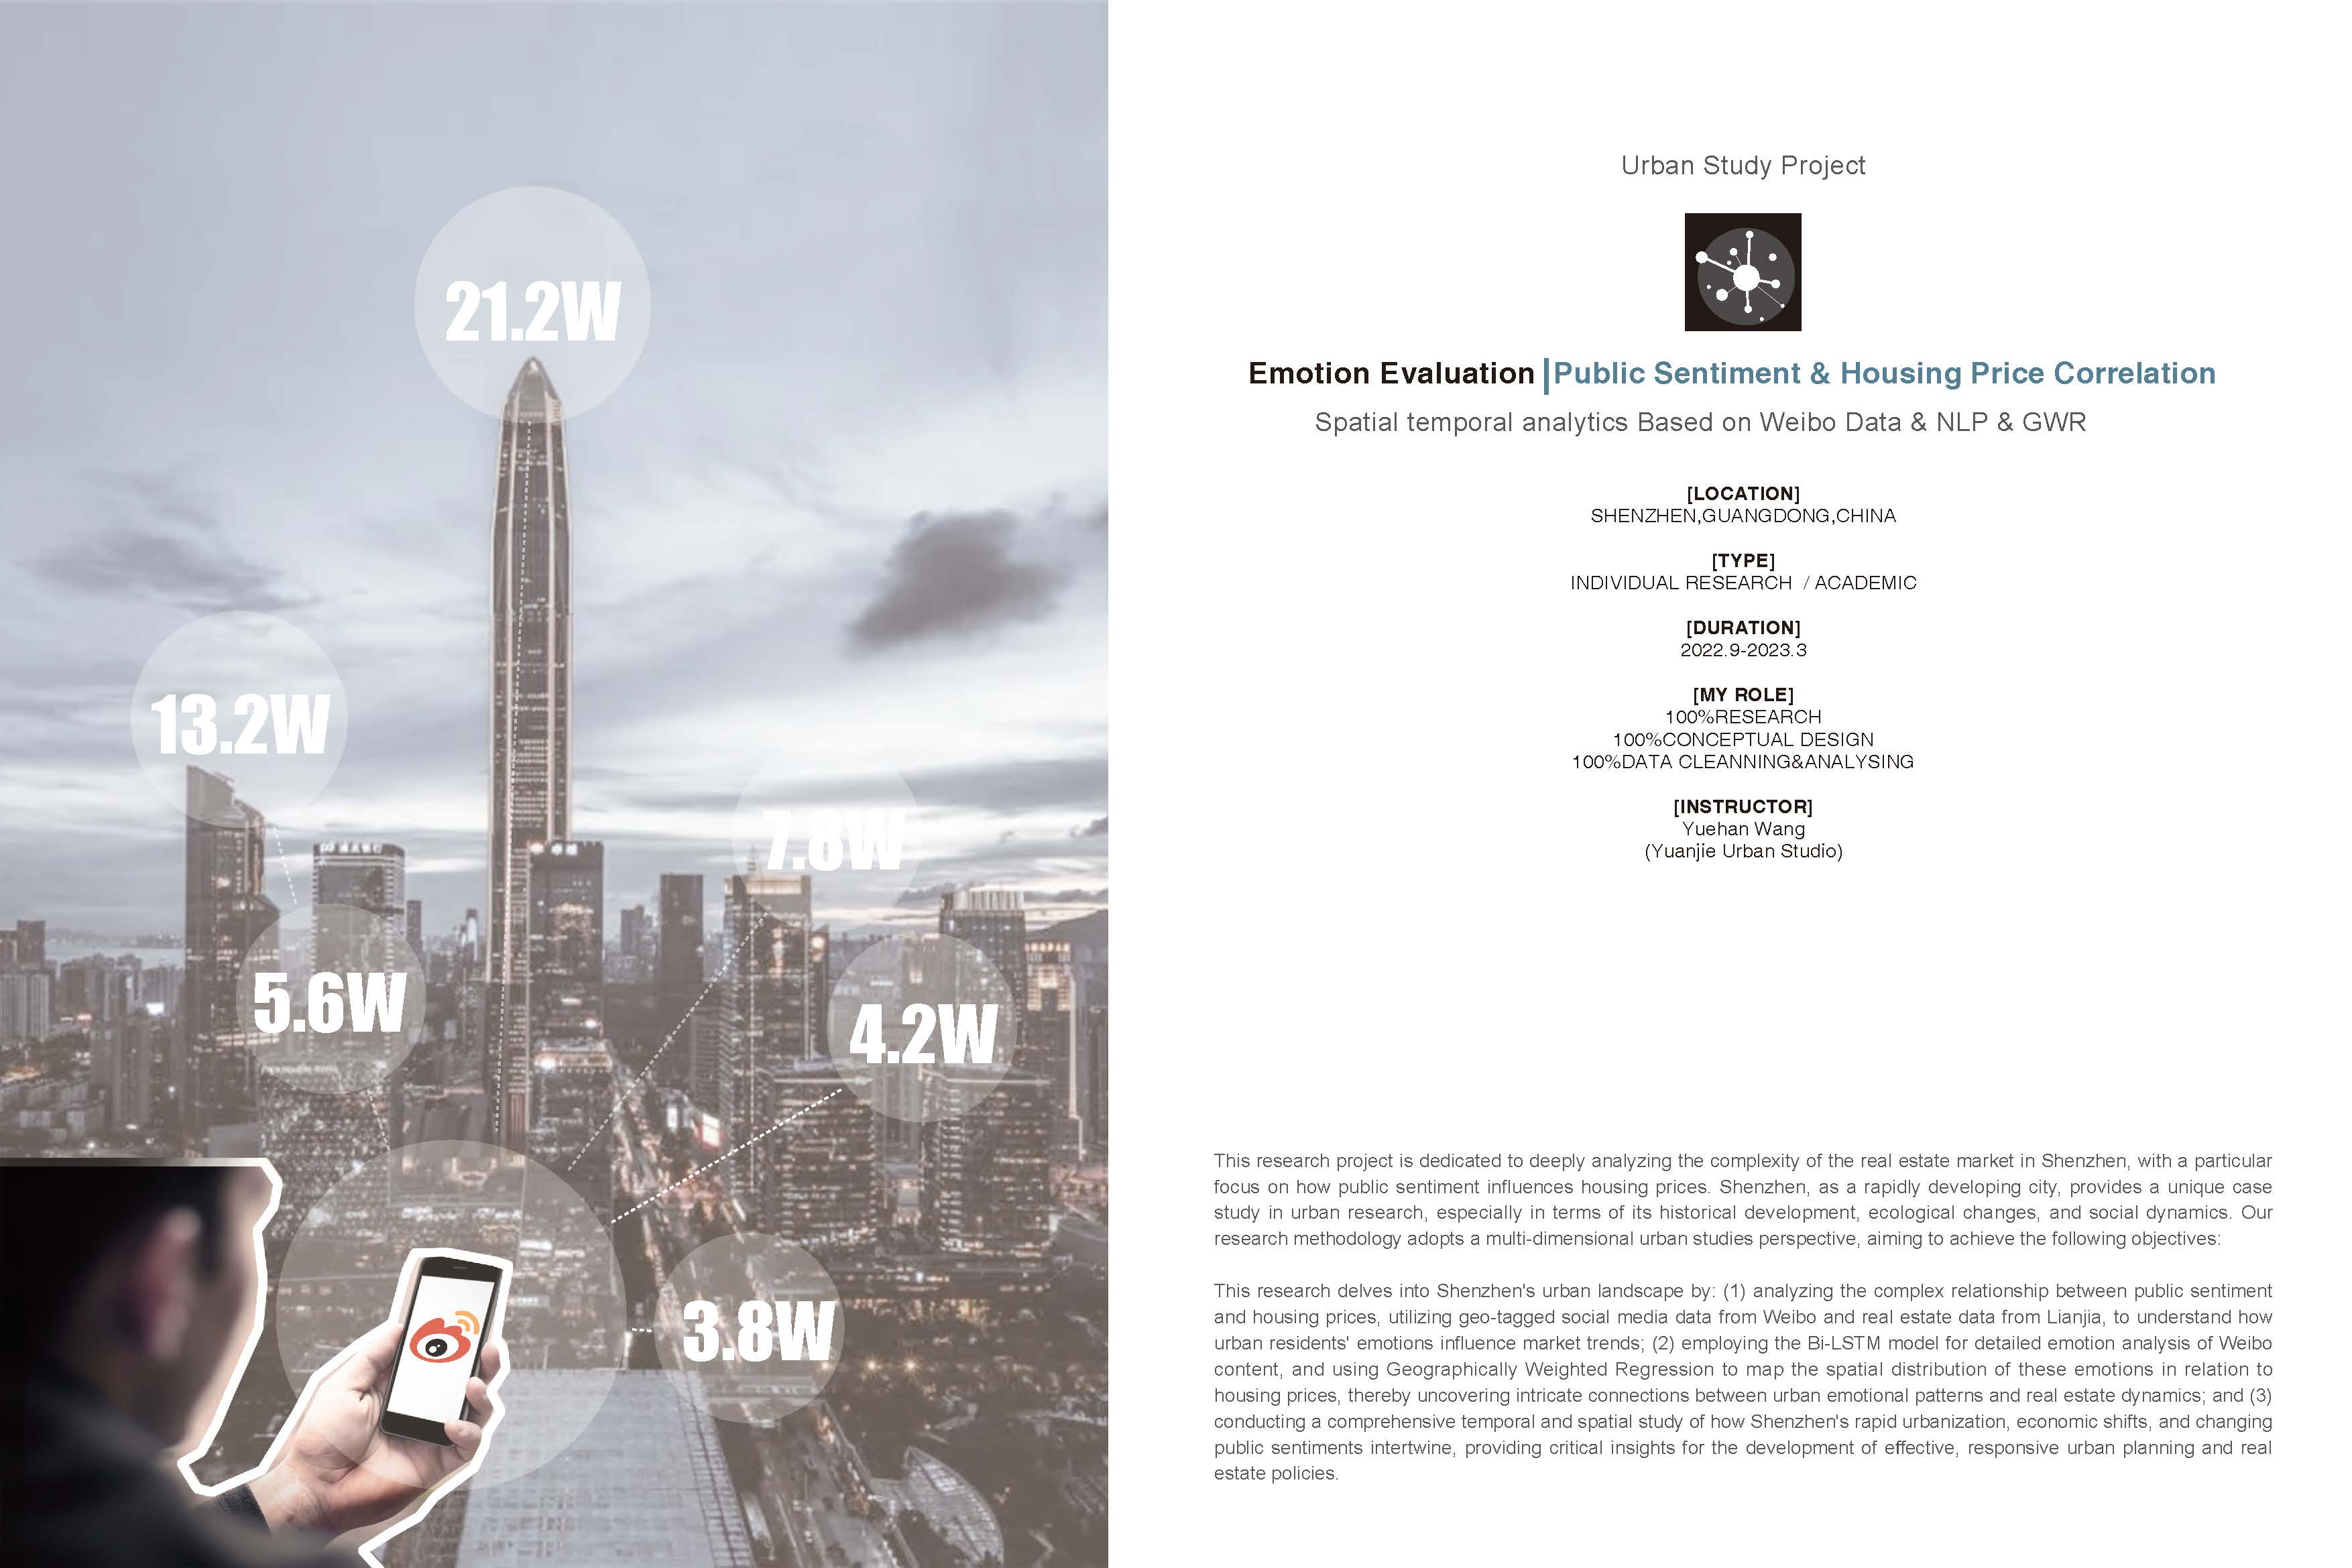 21.2W
13.2W
7.8W
5.6W
4.2W
3.8W
Urban Study Project
Emotion Evaluation | Public Sentiment & Housing Price Correlation
Spatial temporal analytics Based on Weibo Data & NLP & GWR
[LOCATION]
SHENZHEN,GUANGDONG,CHINA
[TYPE]
INDIVIDUAL RESEARCH / ACADEMIC
[DURATION]
2022.9-2023.3
[MY ROLE]
100%RESEARCH
100%CONCEPTUAL DESIGN
100%DATA CLEANNING&ANALYSING
[INSTRUCTOR]
Yuehan Wang
(Yuanjie Urban Studio)
This research project is dedicated to deeply analyzing the complexity of the real estate market in Shenzhen, with a particular
focus on how public sentiment influences housing prices. Shenzhen, as a rapidly developing city, provides a unique case
study in urban research, especially in terms of its historical development, ecological changes, and social dynamics. Our
research methodology adopts a multi-dimensional urban studies perspective, aiming to achieve the following objectives:
This research delves into Shenzhen's urban landscape by: (1) analyzing the complex relationship between public sentiment
and housing prices, utilizing geo-tagged social media data from Weibo and real estate data from Lianjia, to understand how
urban residents' emotions influence market trends; (2) employing the Bi-LSTM model for detailed emotion analysis of Weibo
content, and using Geographically Weighted Regression to map the spatial distribution of these emotions in relation to
housing prices, thereby uncovering intricate connections between urban emotional patterns and real estate dynamics; and (3)
conducting a comprehensive temporal and spatial study of how Shenzhen's rapid urbanization, economic shifts, and changing
public sentiments intertwine, providing critical insights for the development of effective, responsive urban planning and real
estate policies.